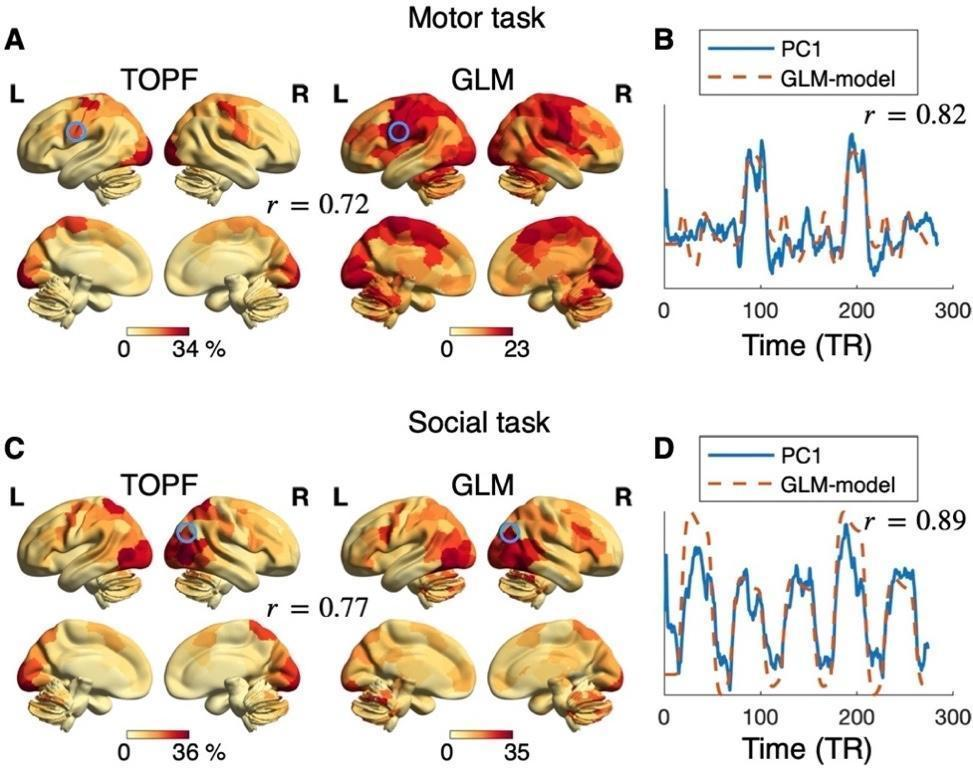 Motor task
A
TOPF
GLM
L
R
L
R
r = 0.72
0
34 %
0
23
B
PC1
GLM-model
r = 0.82
0
100
200
300
Time (TR)
Social task
C
TOPF
GLM
L
R
L
R
r = 0.77
0
36 %
0
35
D
PC1
GLM-model
r = 0.89
0
100
200
300
Time (TR)